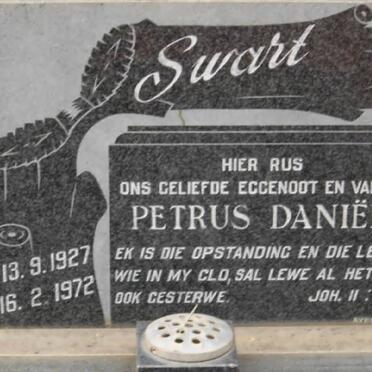 Swart
HIER RUS
ONS GELIEFDE EGGENOOT EN VA
PETRUS DANIË
13.9.1927
16.2.1972
EK IS DIE OPSTANDING EN DIE LE
WIE IN MY GLO, SAL LEWE AL HET
OOK GESTERWE. JOH. 11: